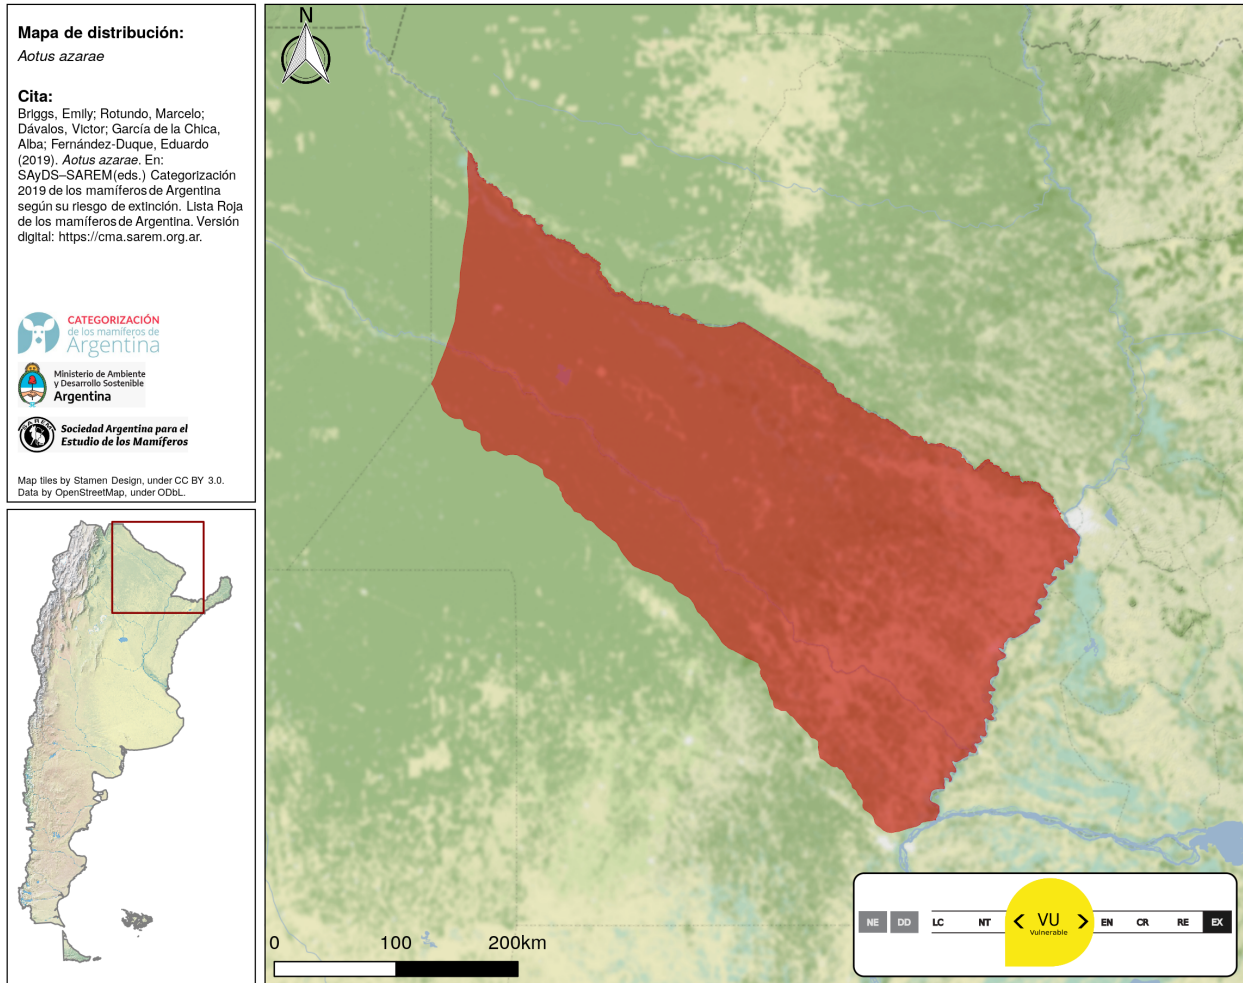 Mapa de distribución:
Aotus azarae
Cita:
Briggs, Emily; Rotundo, Marcelo;
Dávalos, Victor; García de la Chica,
Alba; Fernández-Duque, Eduardo
(2019). Aotus azarae. En:
SAyDS–SAREM(eds.) Categorización
2019 de los mamíferos de Argentina
según su riesgo de extinción. Lista Roja
de los mamíferos de Argentina. Versión
digital: https://cma.sarem.org.ar.
CATEGORIZACIÓN
de los mamíferos de
Argentina
Ministerio de Ambiente
y Desarrollo Sostenible
Argentina
SAREM
Sociedad Argentina para el
Estudio de los Mamíferos
Map tiles by Stamen Design, under CC BY 3.0.
Data by OpenStreetMap, under ODbL.
N
0 100 200km
NE DD LC NT < VU > EN CR RE EX
Vulnerable